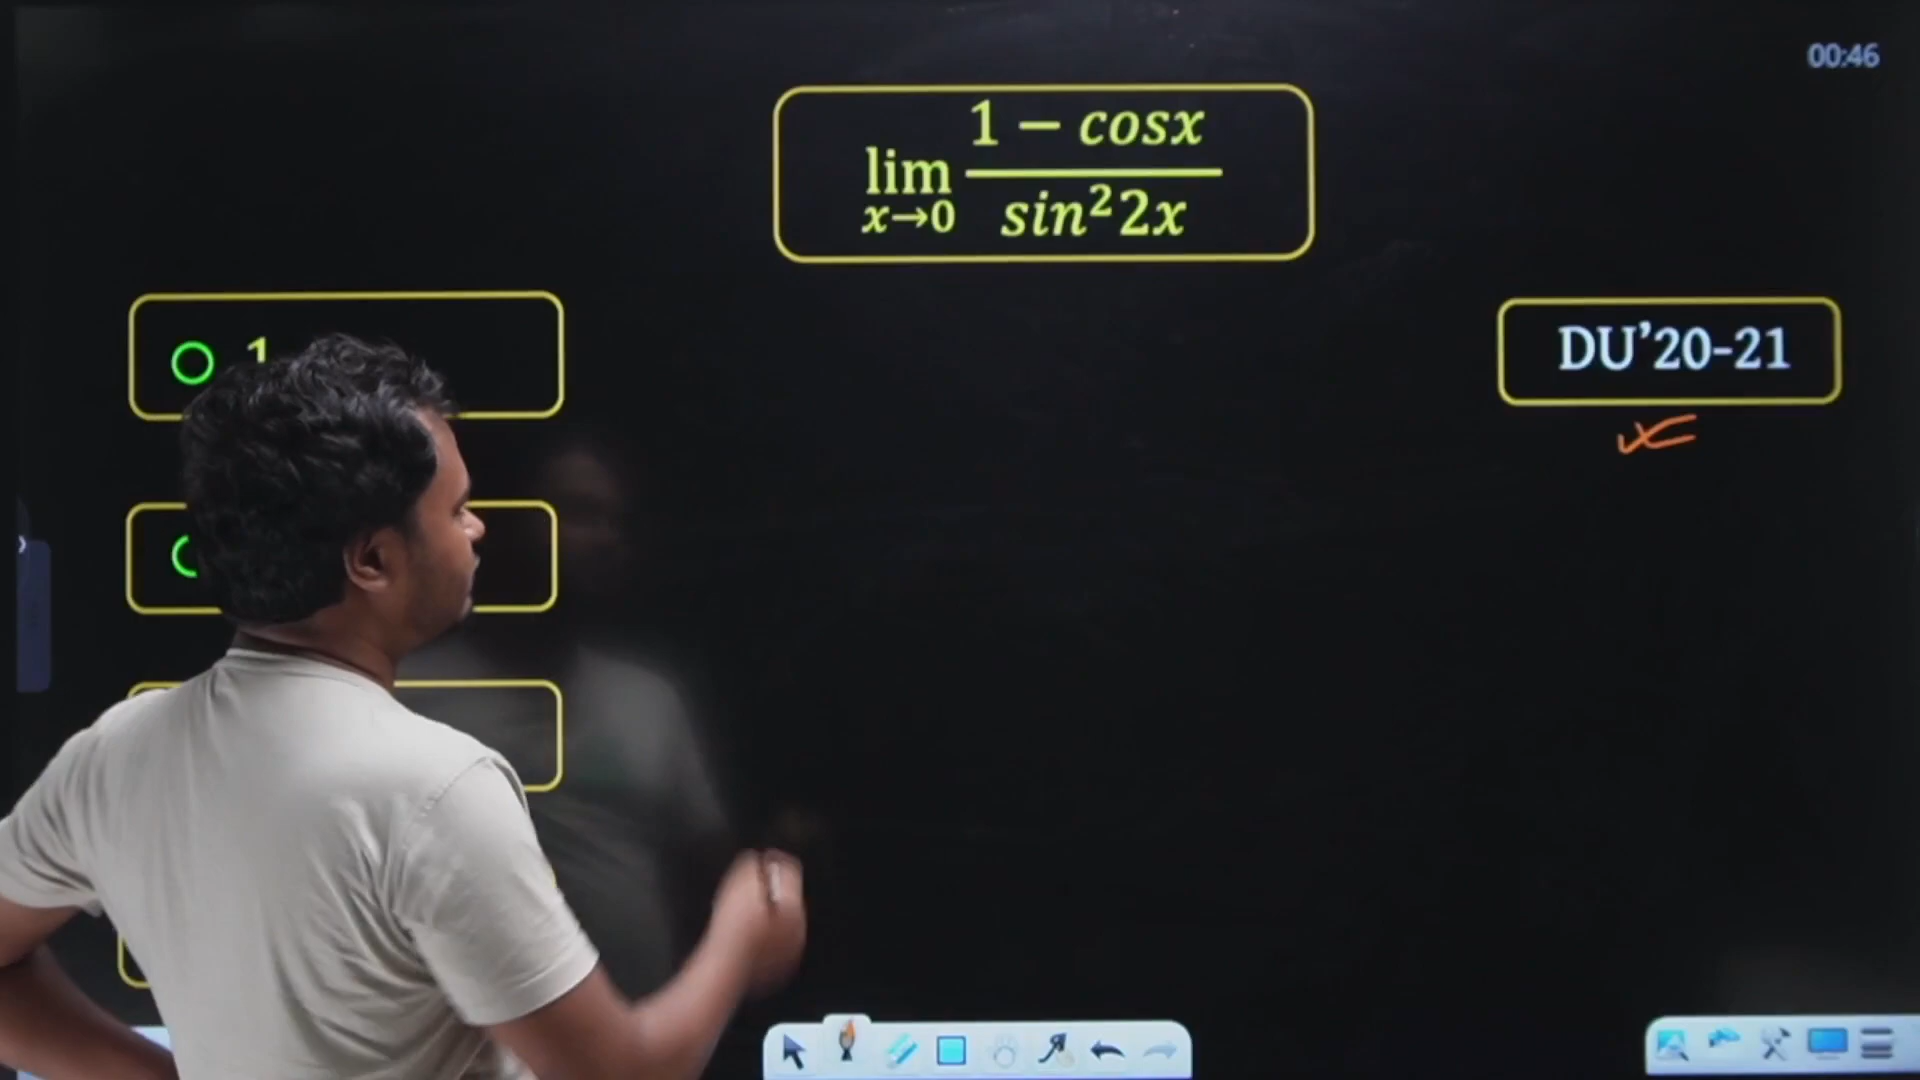 00:46
lim x→0 (1 − cosx)/(sin²2x)
1
DU’20-21